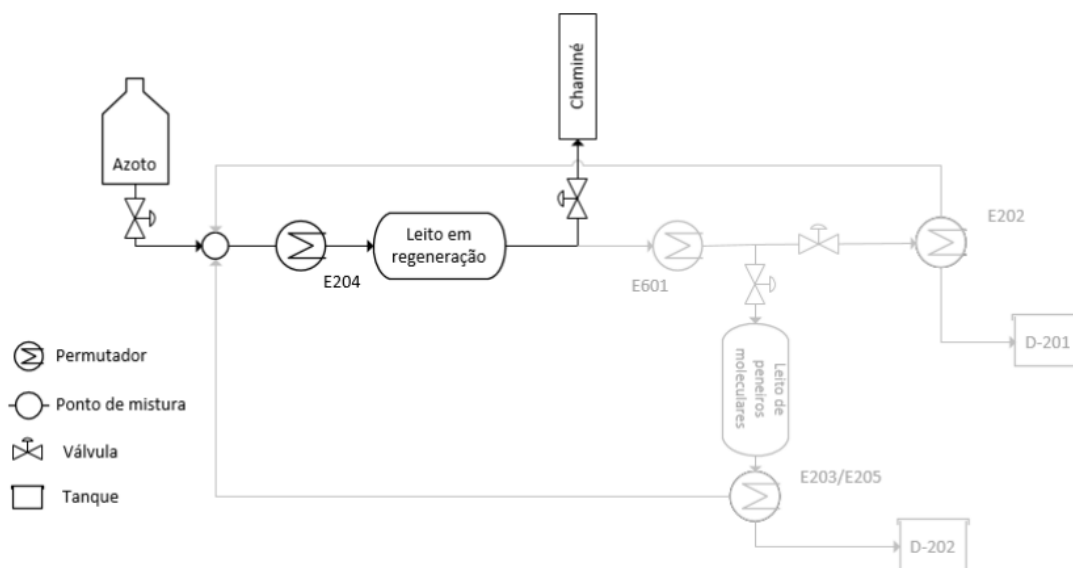 Chaminé
Azoto
E202
Leito em
regeneração
E204
E601
D-201
Leito de
peneiros
moleculares
Permutador
Ponto de mistura
Válvula
E203/E205
Tanque
D-202